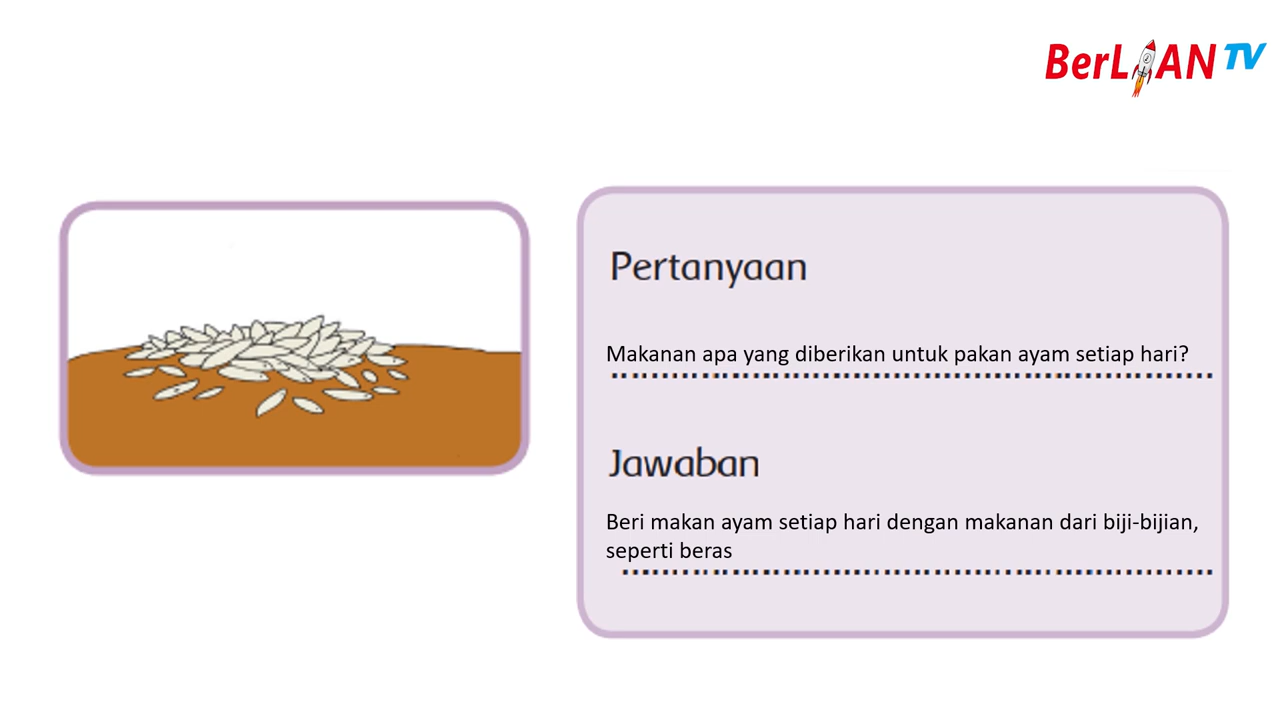 BerLIAN TV
Pertanyaan
Makanan apa yang diberikan untuk pakan ayam setiap hari?
Jawaban
Beri makan ayam setiap hari dengan makanan dari biji-bijian,
seperti beras